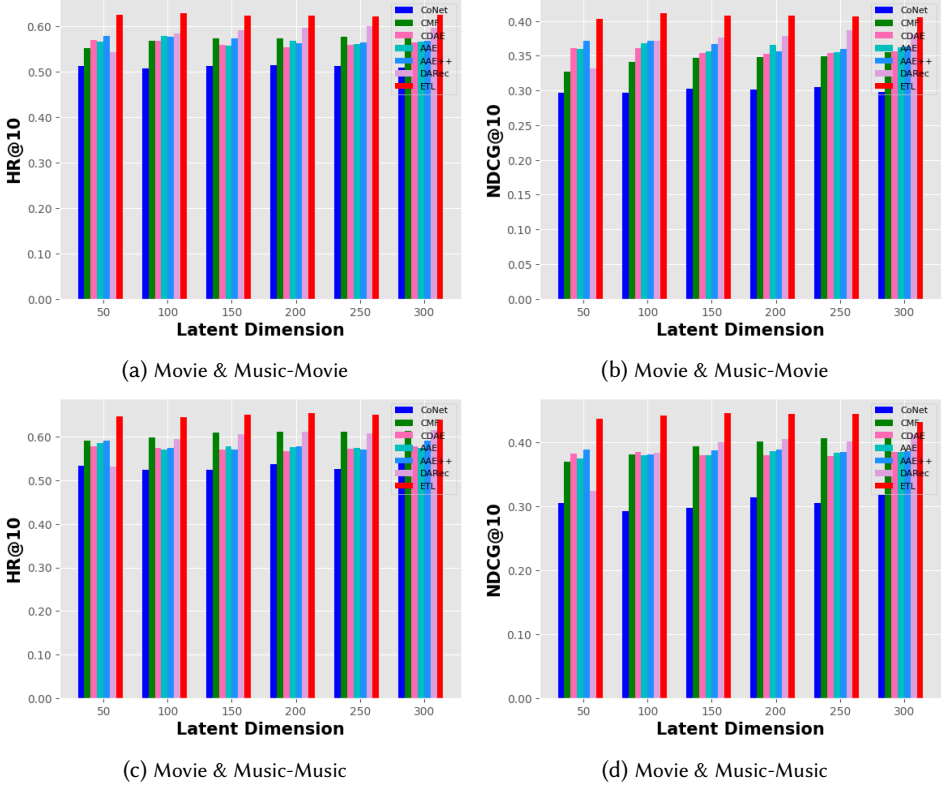 HR@10
0.60
0.50
0.40
0.30
0.20
0.10
0.00
50 100 150 200 250 300
Latent Dimension
CoNet
CMF
CDAE
AAE
AAE++
DARec
ETL
(a) Movie & Music-Movie
NDCG@10
0.40
0.35
0.30
0.25
0.20
0.15
0.10
0.05
0.00
50 100 150 200 250 300
Latent Dimension
CoNet
CMF
CDAE
AAE
AAE++
DARec
ETL
(b) Movie & Music-Movie
HR@10
0.60
0.50
0.40
0.30
0.20
0.10
0.00
50 100 150 200 250 300
Latent Dimension
CoNet
CMF
CDAE
AAE
AAE++
DARec
ETL
(c) Movie & Music-Music
NDCG@10
0.40
0.30
0.20
0.10
0.00
50 100 150 200 250 300
Latent Dimension
CoNet
CMF
CDAE
AAE
AAE++
DARec
ETL
(d) Movie & Music-Music